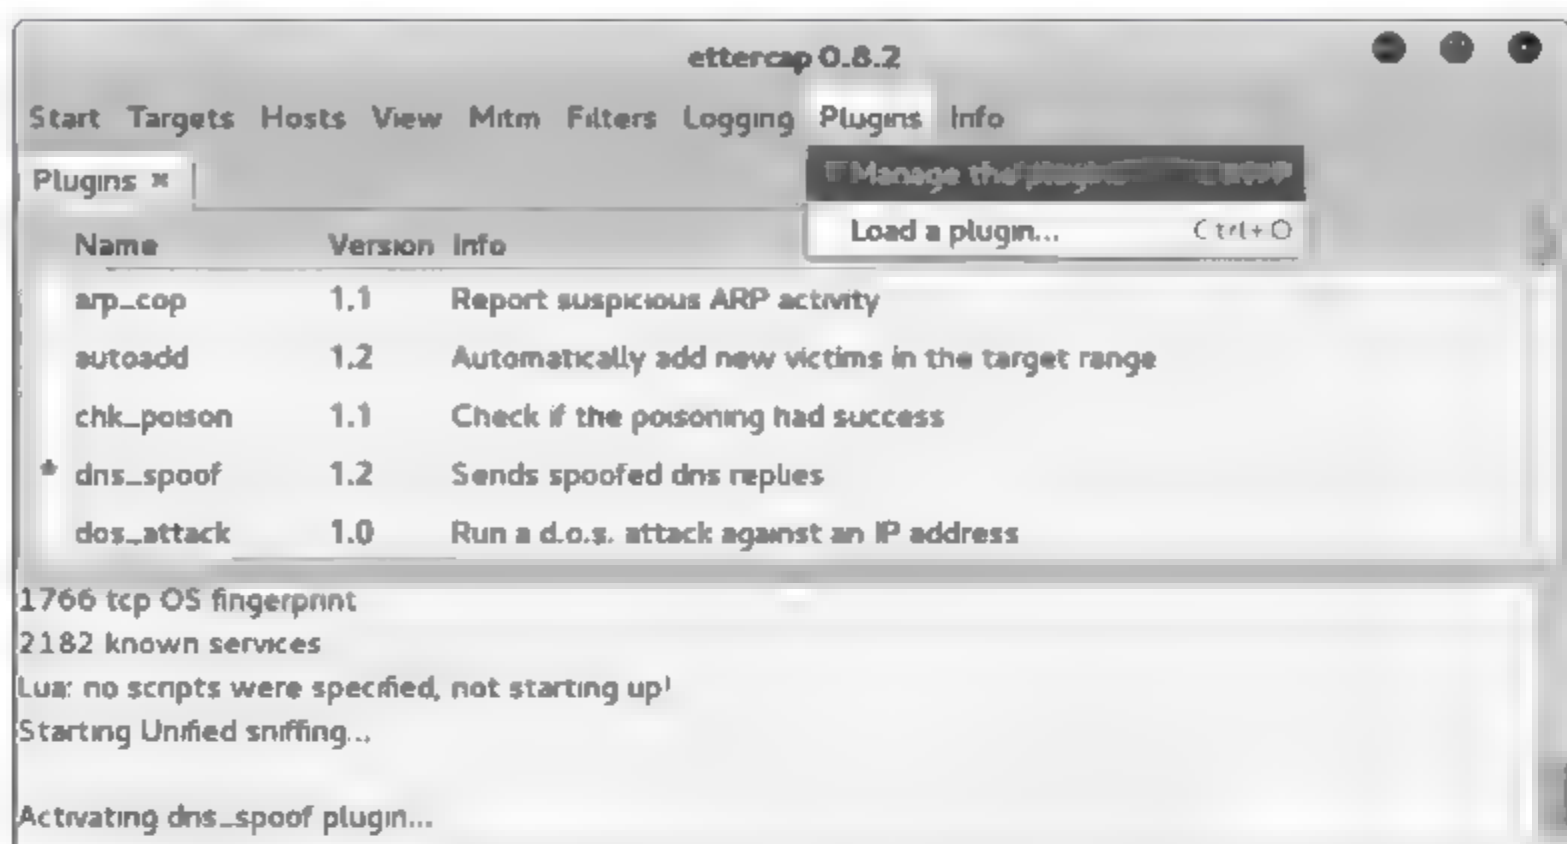 ettercap 0.8.2
Start Targets Hosts View Mitm Filters Logging Plugins Info
Plugins ×
Manage the plugins
Load a plugin... Ctrl+O
Name Version Info
arp_cop 1.1 Report suspicious ARP activity
autoadd 1.2 Automatically add new victims in the target range
chk_poison 1.1 Check if the poisoning had success
* dns_spoof 1.2 Sends spoofed dns replies
dos_attack 1.0 Run a d.o.s. attack against an IP address
1766 tcp OS fingerprint
2182 known services
Lua: no scripts were specified, not starting up!
Starting Unified sniffing...
Activating dns_spoof plugin...